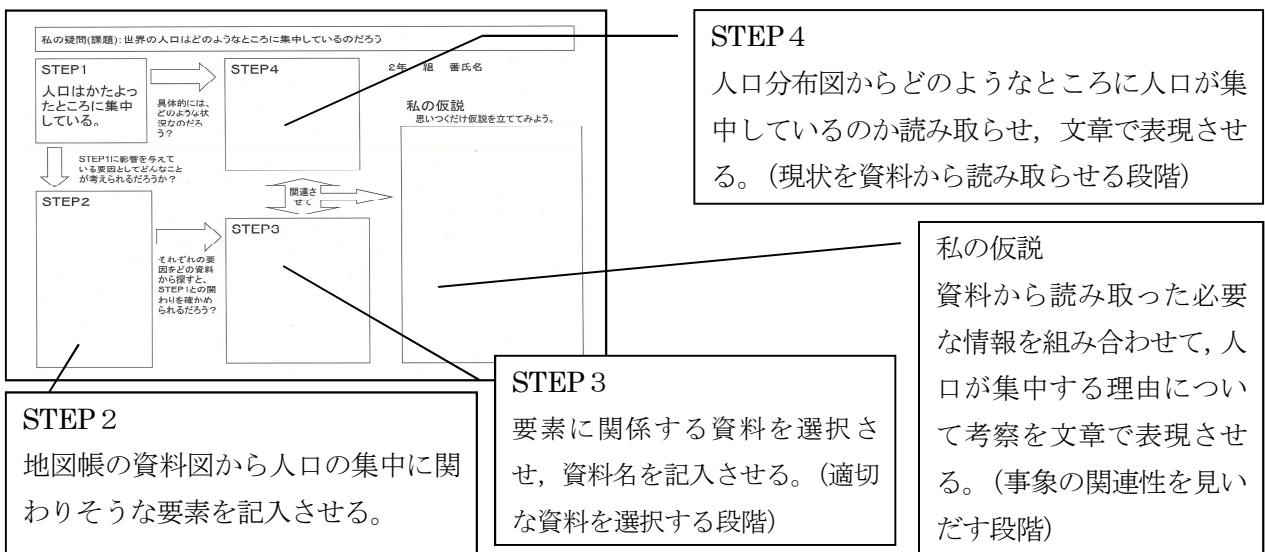 私の疑問(課題):世界の人口はどのようなところに集中しているのだろう
STEP1
人口はかたよっ
たところに集中
している。
具体的には、
どのような状
況なのだろ
う?
STEP4
2年 組 番氏名
私の仮説
思いつくだけ仮説を立ててみよう。
STEP1に影響を与えて
いる要因としてどんなこと
が考えられるだろうか?
STEP2
それぞれの要
因をどの資料
から探すと、
STEP1との関
わりを確かめ
られるだろう?
関連さ
せて
STEP3
STEP4
人口分布図からどのようなところに人口が集
中しているのか読み取らせ,文章で表現させ
る。(現状を資料から読み取らせる段階)
私の仮説
資料から読み取った必要
な情報を組み合わせて,人
口が集中する理由につい
て考察を文章で表現させ
る。(事象の関連性を見い
だす段階)
STEP3
要素に関係する資料を選択さ
せ,資料名を記入させる。(適切
な資料を選択する段階)
STEP2
地図帳の資料図から人口の集中に関
わりそうな要素を記入させる。